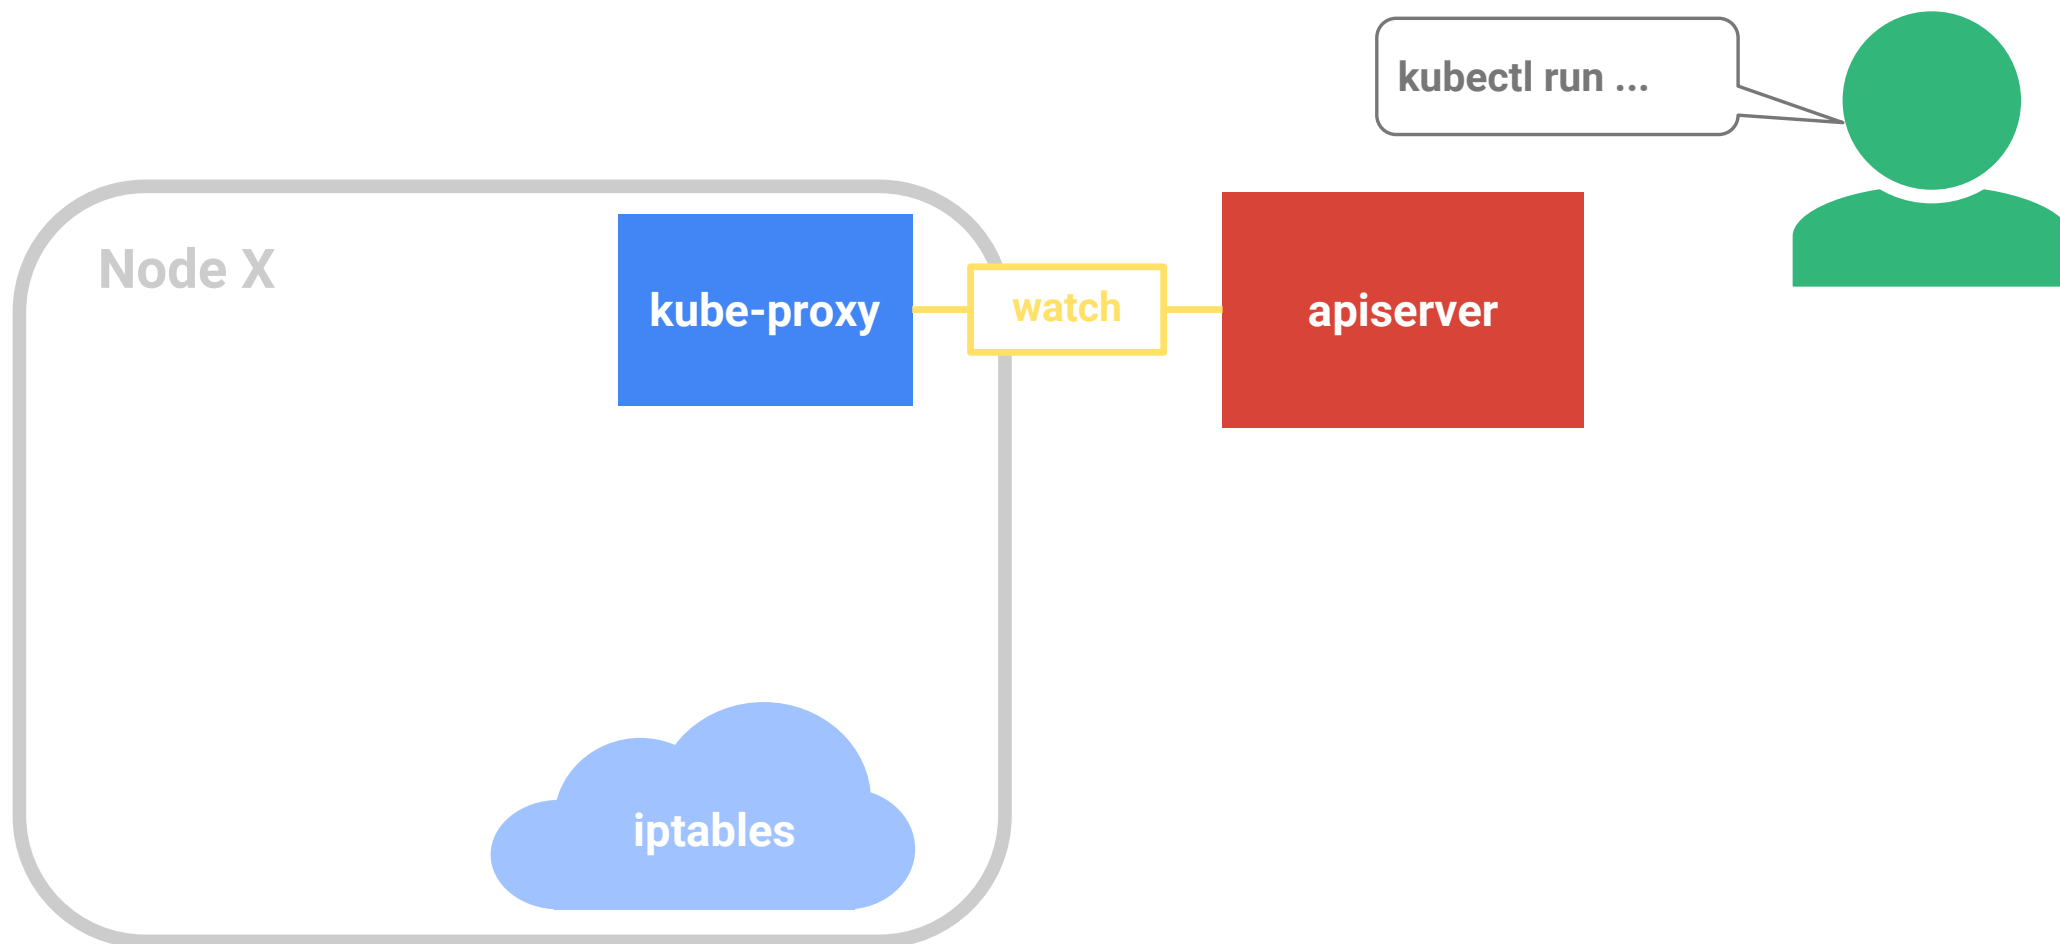 kubectl run ...
Node X
kube-proxy
watch
apiserver
iptables